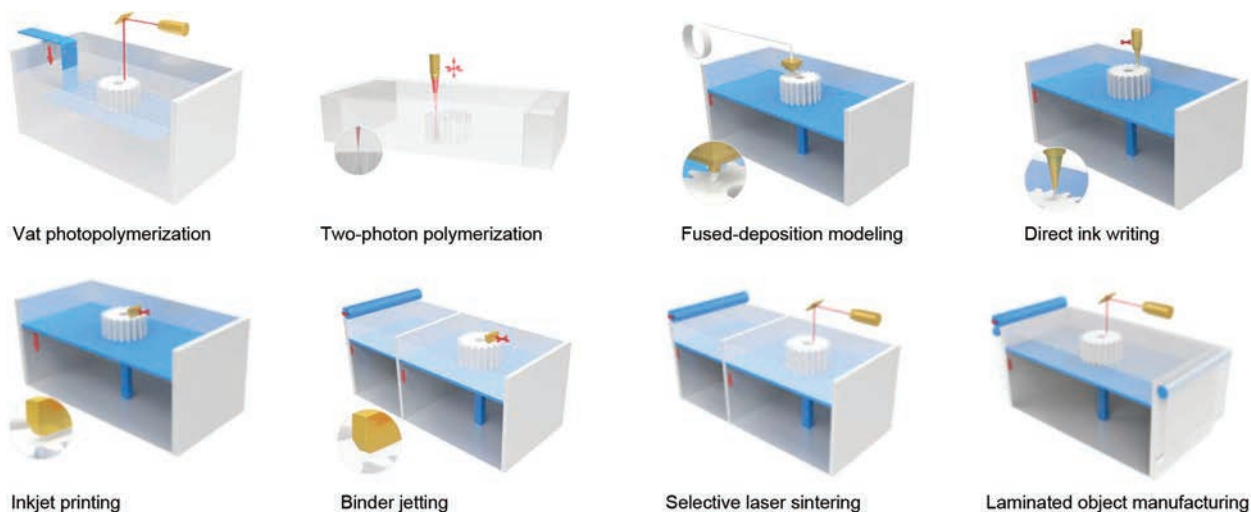 Vat photopolymerization
Two-photon polymerization
Fused-deposition modeling
Direct ink writing
Inkjet printing
Binder jetting
Selective laser sintering
Laminated object manufacturing